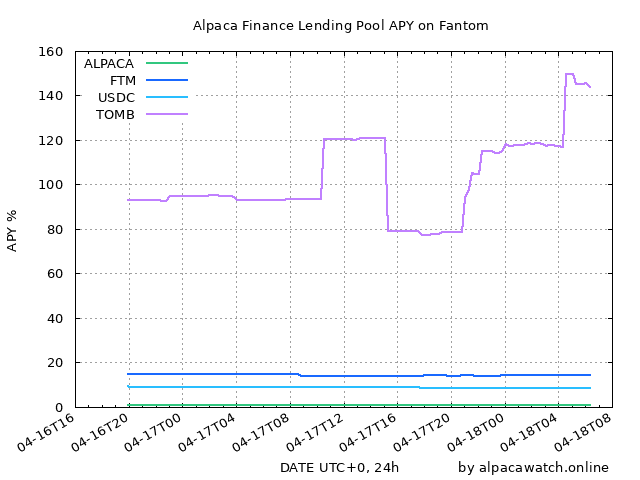 Alpaca Finance Lending Pool APY on Fantom
160
140
120
100
80
60
40
20
0
APY %
ALPACA
FTM
USDC
TOMB
04-16T16
04-16T20
04-17T00
04-17T04
04-17T08
04-17T12
04-17T16
04-17T20
04-18T00
04-18T04
04-18T08
DATE UTC+0, 24h
by alpacawatch.online